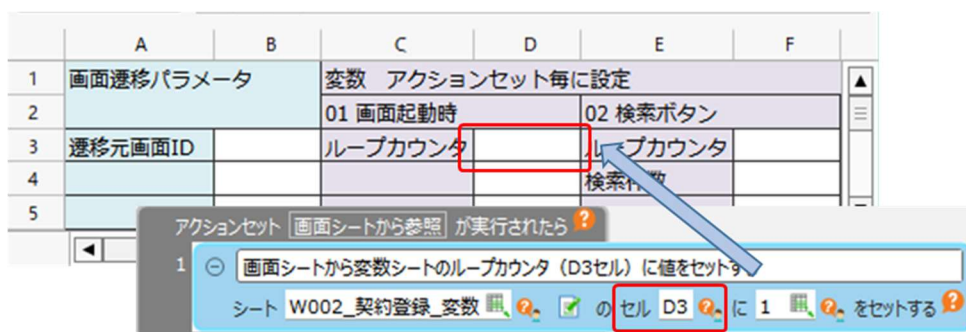 A B C D E F
1 画面遷移パラメータ 変数 アクションセット毎に設定
2 01 画面起動時 02 検索ボタン
3 遷移元画面ID ループカウンタ ループカウンタ
4 検索件数
5
アクションセット 画面シートから参照 が実行されたら ?
1 画面シートから変数シートのループカウンタ(D3セル)に値をセットす
シート W002_契約登録_変数 の セル D3 に 1 をセットする ?